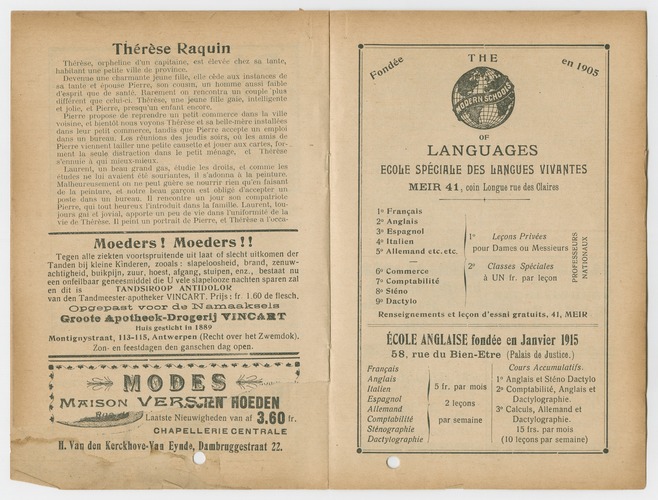 Thérèse Raquin
Thérèse, orpheline d'un capitaine, est élevée chez sa tante,
habitant une petite ville de province.
Devenue une charmante jeune fille, elle cède aux instances de
sa tante et épouse Pierre, son cousin, un homme aussi faible
d'esprit que de santé. Rarement on rencontra un couple plus
différent que celui-ci. Thérèse, une jeune fille gaie, intelligente
et jolie, et Pierre, presqu'un enfant encore.
Pierre propose de reprendre un petit commerce dans la ville
voisine, et bientôt nous voyons Thérèse et sa belle-mère installées
dans leur petit commerce, tandis que Pierre accepte un emploi
dans un bureau. Les réunions des jeudis soirs, où les amis de
Pierre viennent tailler une petite causette et jouer aux cartes, for-
ment la seule distraction dans le petit ménage, et Thérèse
s'ennuie à qui mieux-mieux.
Laurent, un beau grand gas, étudie les droits, et comme les
études ne lui avaient été souriantes, il s'adonna à la peinture.
Malheureusement on ne peut guère se nourrir rien qu'en faisant
de la peinture, et notre beau garçon est obligé d'accepter un
poste dans un bureau. Il rencontre un jour son compatriote
Pierre, qui tout heureux l'introduit dans la famille. Laurent, tou-
jours gai et jovial, apporte un peu de vie dans l'uniformité de la
vie de Thérèse. Il peint un portrait de Pierre, et Thérèse a l'occa-
Moeders ! Moeders !!
Tegen alle ziekten voortspruitende uit laat of slecht uitkomen der
Tanden bij kleine Kinderen, zooals : slapeloosheid, brand, zenuw-
achtigheid, buikpijn, zuur, hoest, afgang, stuipen, enz., bestaat nu
een onfeilbaar geneesmiddel die U vele slapelooze nachten sparen zal
en dit is TANDSIROOP ANTIDOLOR
van den Tandmeester-apotheker VINCART. Prijs : fr. 1.60 de flesch.
Opgepast voor de Namaaksels
Groote Apotheek-Drogerij VINCART
Huis gesticht in 1889
Montignystraat, 113-115, Antwerpen (Recht over het Zwemdok).
Zon- en feestdagen den ganschen dag open.
MODES
MAISON VERSTEN HOEDEN
Laatste Nieuwigheden van af 3.60 fr.
CHAPELLERIE CENTRALE
H. Van den Kerckhove-Van Eynde, Dambruggestraat 22.
Fondée THE en 1905
MODERN SCHOOLS
OF
LANGUAGES
ECOLE SPÉCIALE DES LANGUES VIVANTES
MEIR 41, coin Longue rue des Claires
1º Français
2º Anglais
3º Espagnol
4º Italien
5º Allemand etc. etc.
6º Commerce
7º Comptabilité
8º Sténo
9º Dactylo
1º Leçons Privées
pour Dames ou Messieurs
2º Classes Spéciales
à UN fr. par leçon
PROFESSEURS
NATIONAUX
Renseignements et leçon d'essai gratuits, 41, MEIR
ÉCOLE ANGLAISE fondée en Janvier 1915
58, rue du Bien-Etre (Palais de Justice.)
Français
Anglais
Italien
Espagnol
Allemand
Comptabilité
Sténographie
Dactylographie
5 fr. par mois
2 leçons
par semaine
Cours Accumulatifs.
1º Anglais et Sténo Dactylo
2º Comptabilité, Anglais et
Dactylographie.
3º Calculs, Allemand et
Dactylographie.
15 frs. par mois
(10 leçons par semaine)